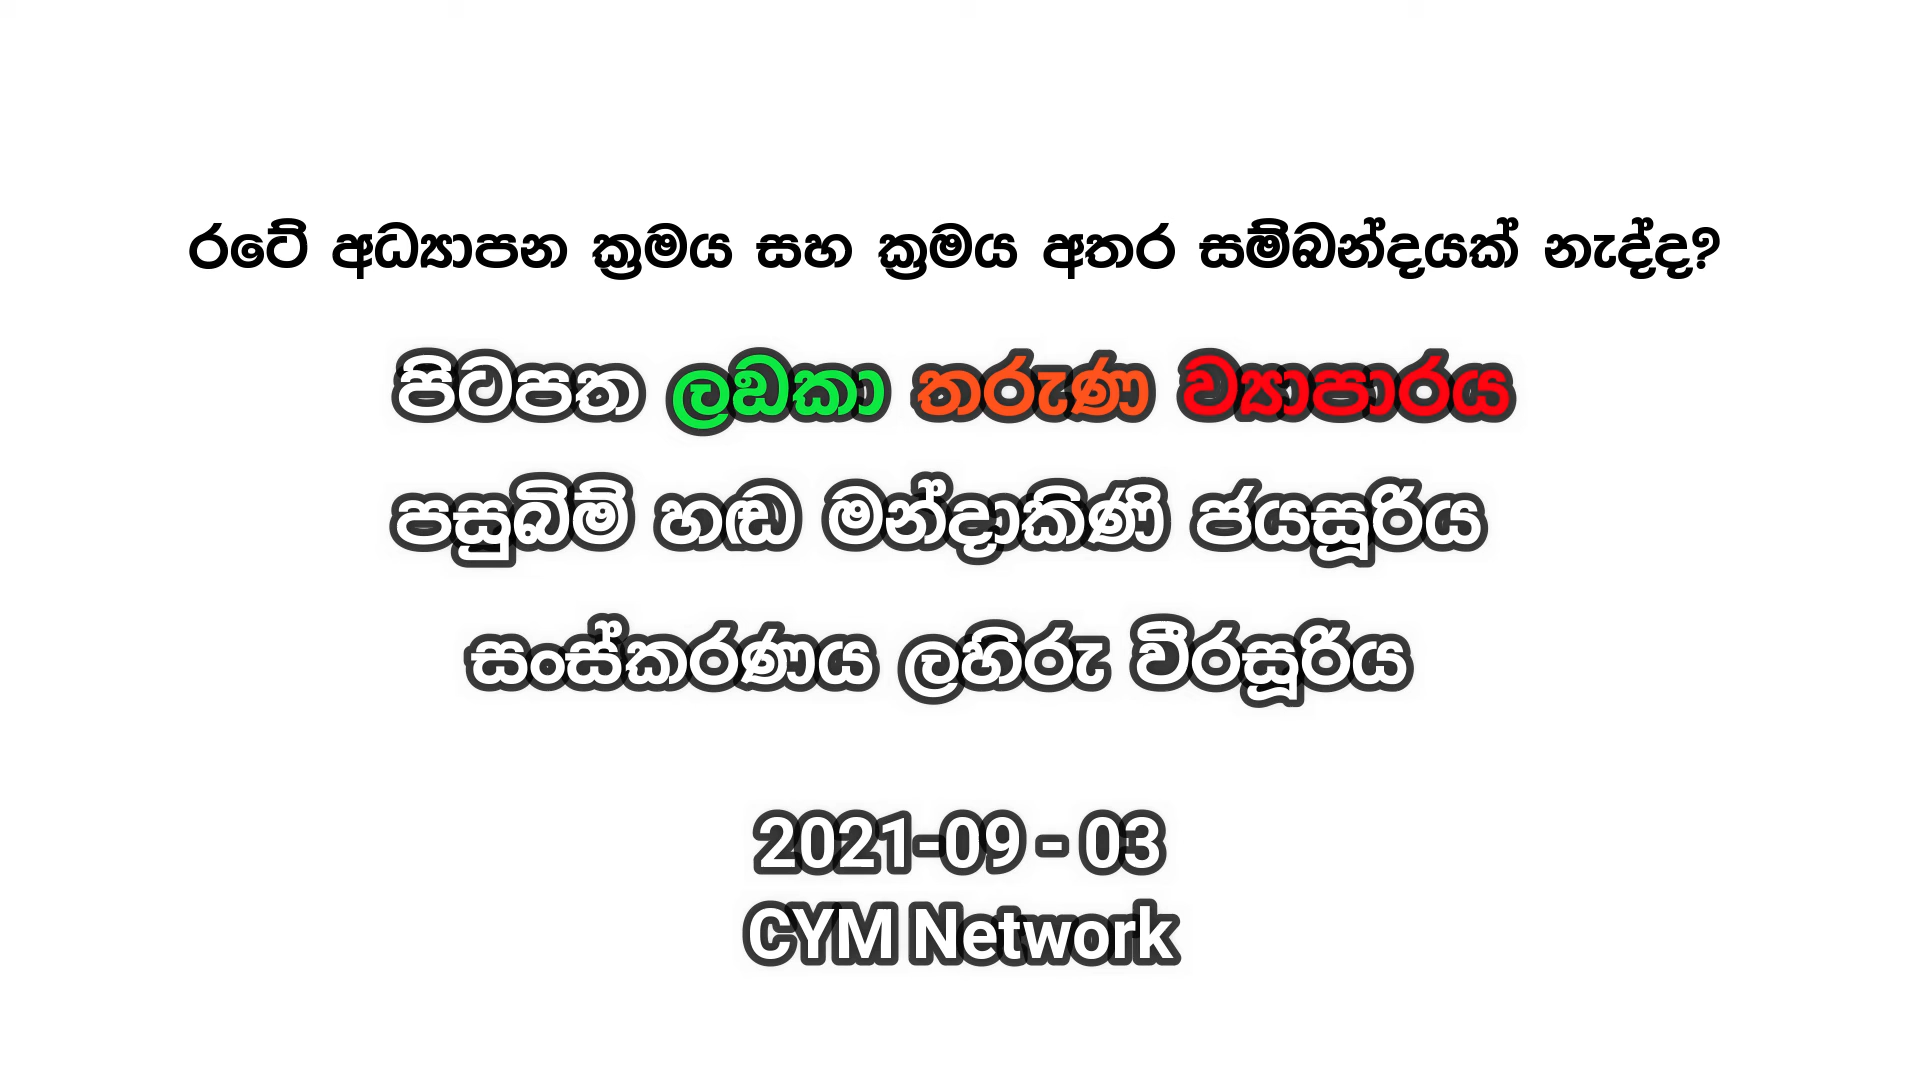 රටේ අධ්‍යාපන ක්‍රමය සහ ක්‍රමය අතර සම්බන්දයක් නැද්ද?
පිටපත ලඞකා තරුණ ව්‍යාපාරය
පසුබිම් හඬ මන්දාකිණි ජයසූරිය
සංස්කරණය ලහිරු වීරසූරිය
2021-09 - 03
CYM Network